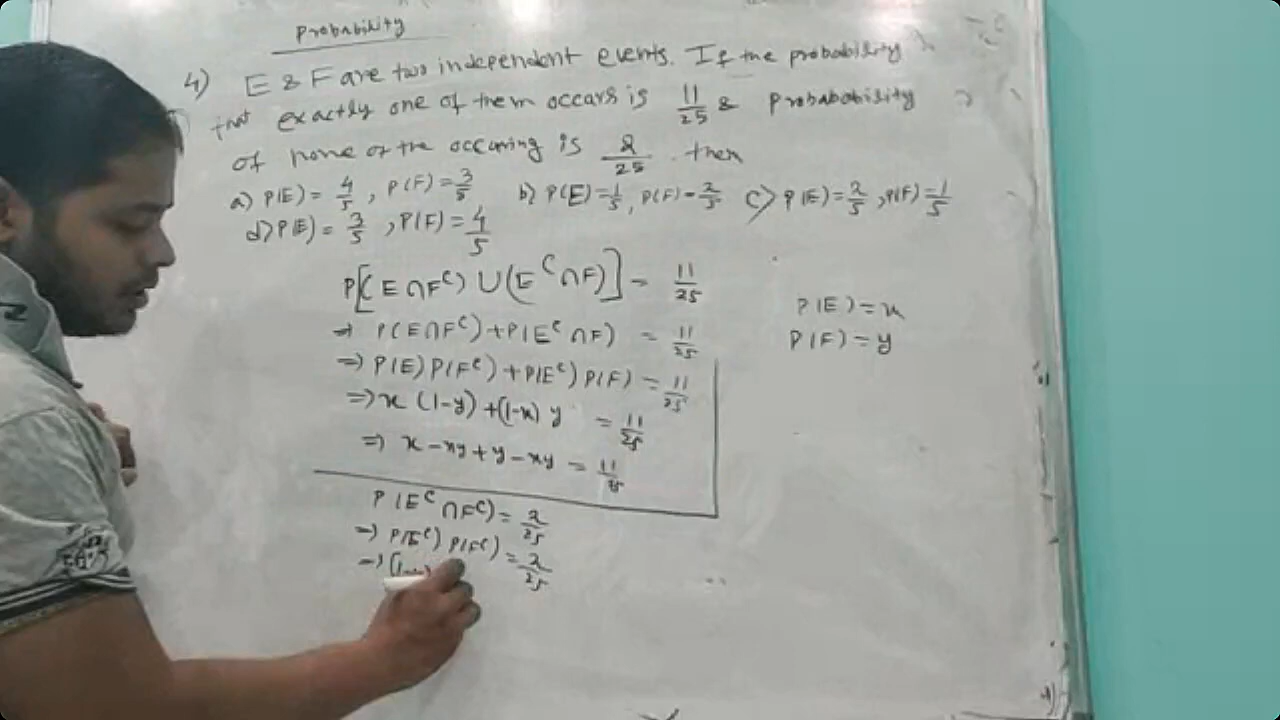 Probability
4) E & F are two independent events. If the probability
that exactly one of them occars is 11/25 & probabobility
of none of the occuring is 2/25. then
a) P(E) = 4/5, P(F) = 3/5 b) P(E) = 1/5, P(F) = 2/5 c) P(E) = 2/5, P(F) = 1/5
d) P(E) = 3/5, P(F) = 4/5
P[(E∩F^c) ∪ (E^c∩F)] = 11/25
⇒ P(E∩F^c) + P(E^c∩F) = 11/25
P(E) = x
P(F) = y
⇒ P(E) P(F^c) + P(E^c) P(F) = 11/25
⇒ x (1-y) + (1-x) y = 11/25
⇒ x - xy + y - xy = 11/25
P(E^c∩F^c) = 2/25
⇒ P(E^c) P(F^c) = 2/25
⇒ (1- = 2/25